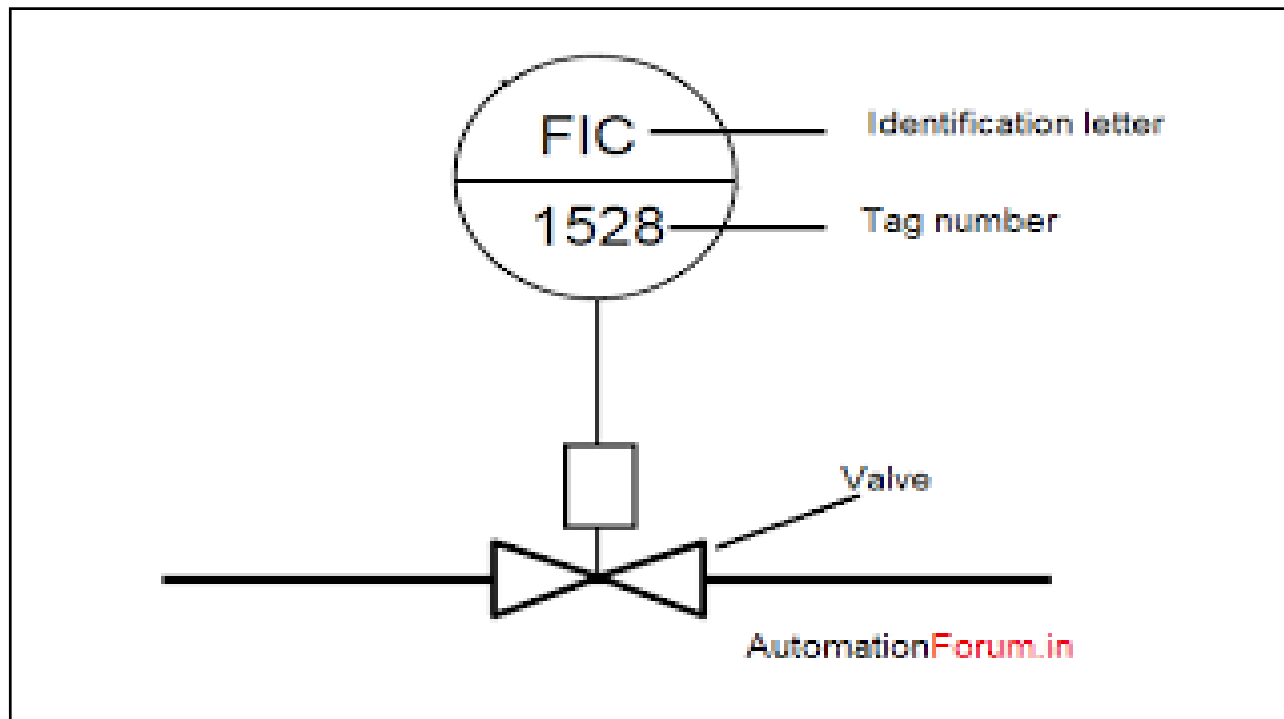 FIC
Identification letter
1528
Tag number
Valve
AutomationForum.in